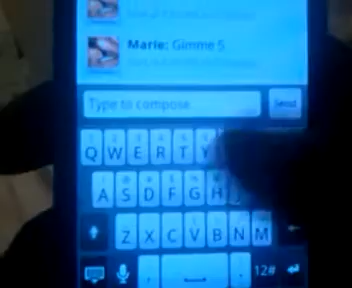 Marie: Gimme 5
Type to compose
Send
Q W E R T Y
A S D F G H
Z X C V B N M
, . 12#